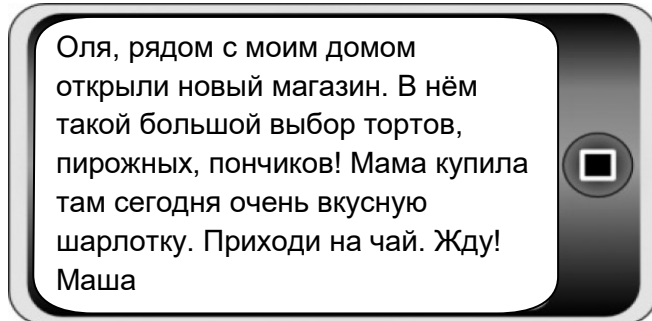 Оля, рядом с моим домом
открыли новый магазин. В нём
такой большой выбор тортов,
пирожных, пончиков! Мама купила
там сегодня очень вкусную
шарлотку. Приходи на чай. Жду!
Маша